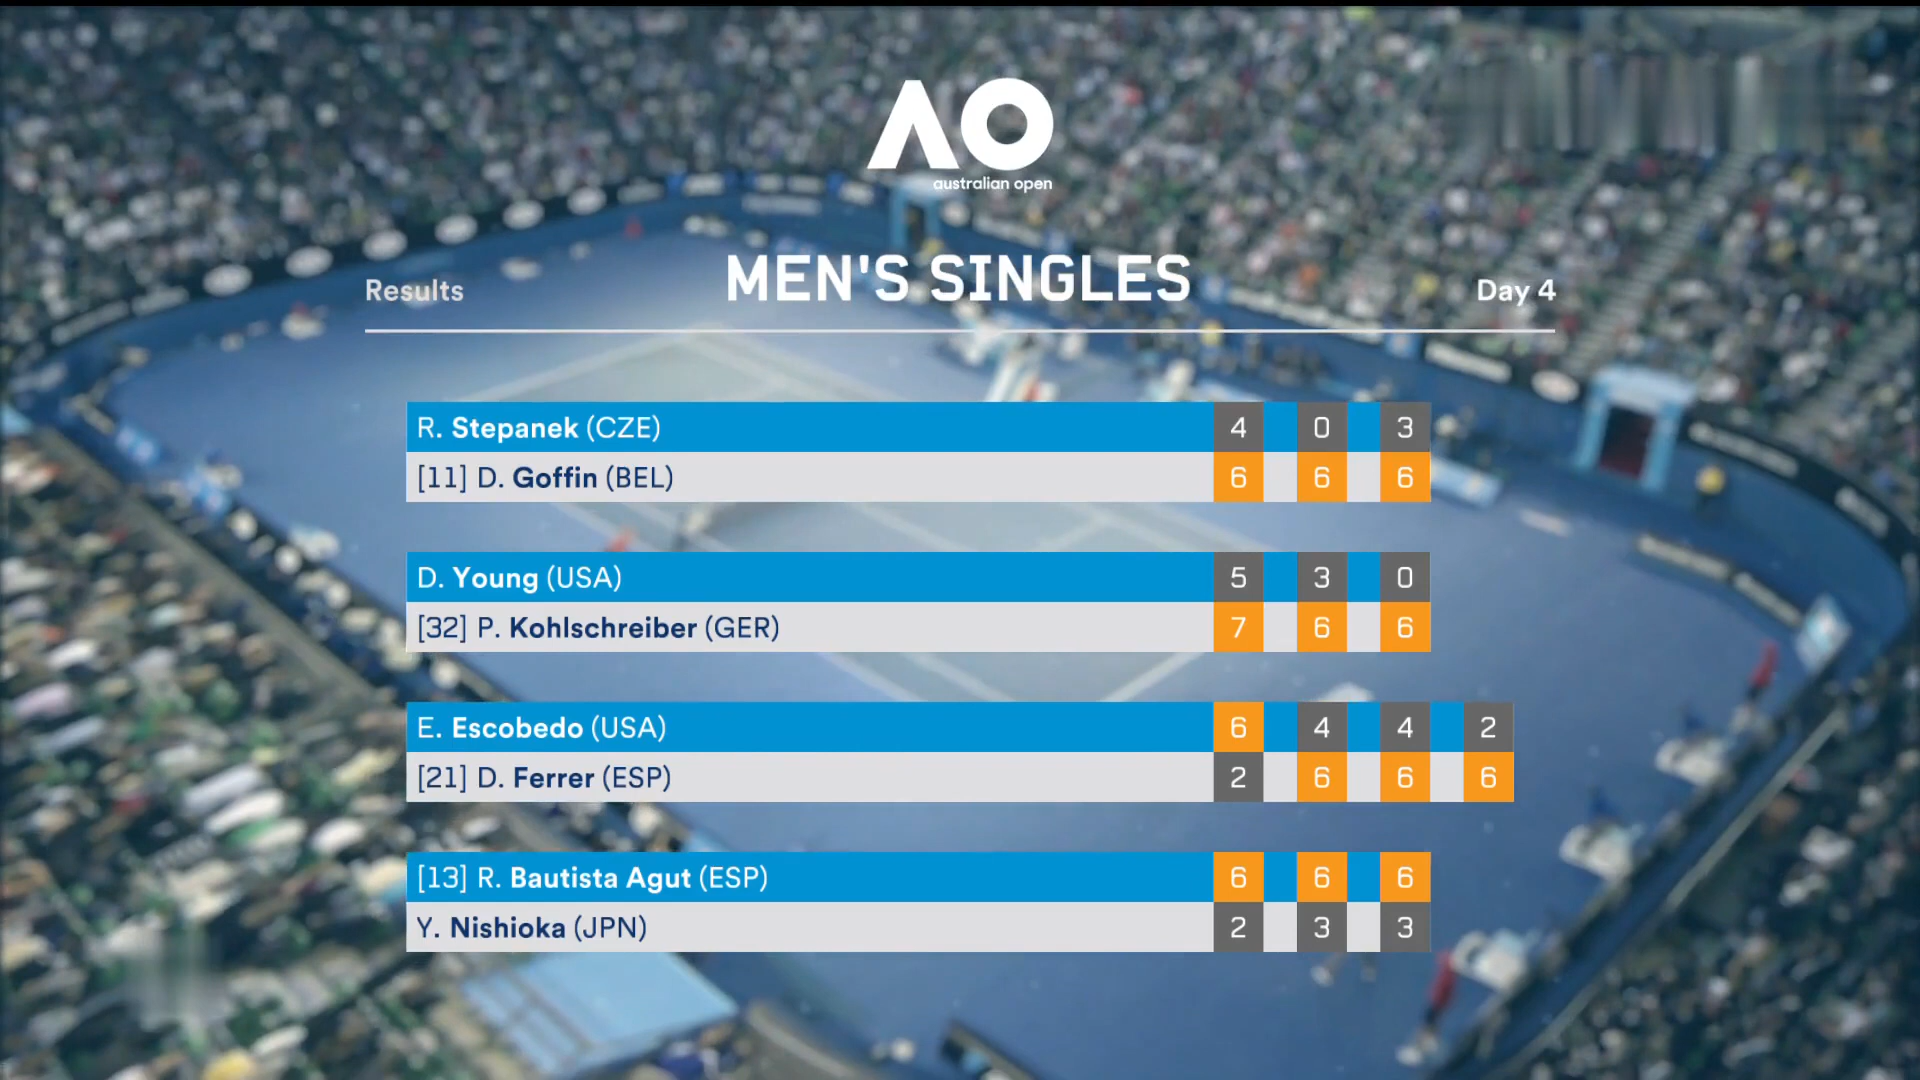 AO
australian open
Results MEN'S SINGLES Day 4
R. Stepanek (CZE) 4 0 3
[11] D. Goffin (BEL) 6 6 6
D. Young (USA) 5 3 0
[32] P. Kohlschreiber (GER) 7 6 6
E. Escobedo (USA) 6 4 4 2
[21] D. Ferrer (ESP) 2 6 6 6
[13] R. Bautista Agut (ESP) 6 6 6
Y. Nishioka (JPN) 2 3 3